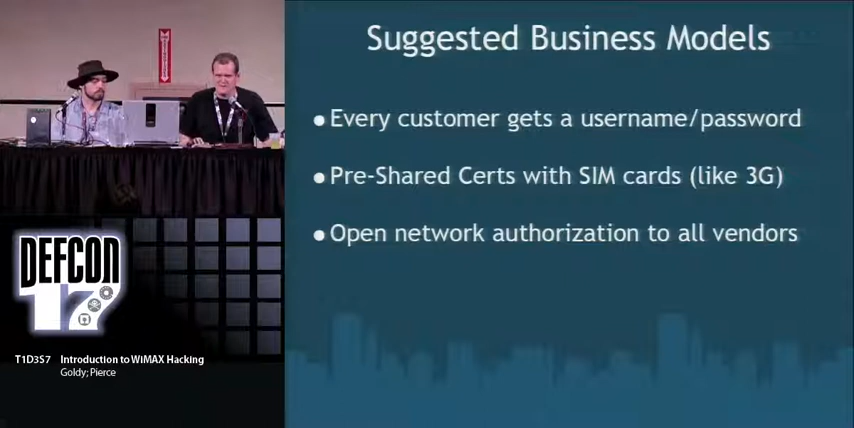 Suggested Business Models
• Every customer gets a username/password
• Pre-Shared Certs with SIM cards (like 3G)
• Open network authorization to all vendors
DEFCON
17
T1D3S7 Introduction to WiMAX Hacking
Goldy; Pierce